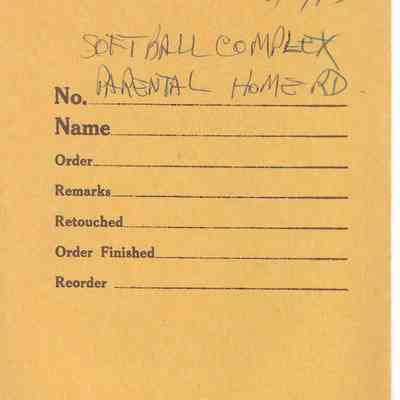 SOFTBALL COMPLEX
PARENTAL HOME RD.
No.
Name
Order
Remarks
Retouched
Order Finished
Reorder